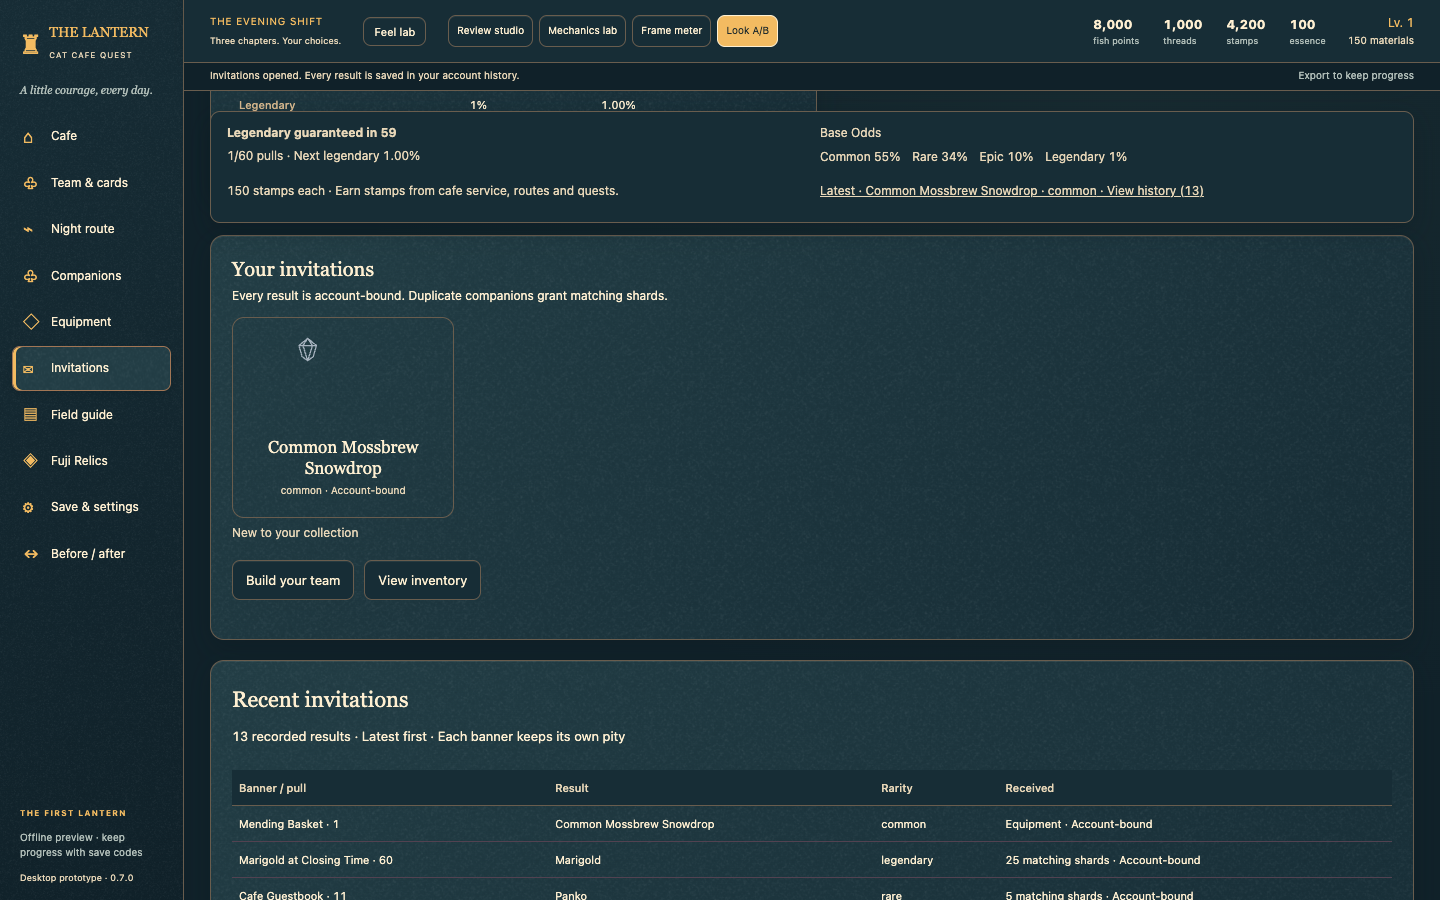 THE LANTERN
CAT CAFE QUEST
A little courage, every day.
Cafe
Team & cards
Night route
Companions
Equipment
Invitations
Field guide
Fuji Relics
Save & settings
Before / after
THE FIRST LANTERN
Offline preview · keep
progress with save codes
Desktop prototype · 0.7.0
THE EVENING SHIFT
Three chapters. Your choices.
Feel lab
Review studio
Mechanics lab
Frame meter
Look A/B
8,000
fish points
1,000
threads
4,200
stamps
100
essence
Lv. 1
150 materials
Invitations opened. Every result is saved in your account history.
Export to keep progress
Legendary 1% 1.00%
Legendary guaranteed in 59
1/60 pulls · Next legendary 1.00%
150 stamps each · Earn stamps from cafe service, routes and quests.
Base Odds
Common 55% Rare 34% Epic 10% Legendary 1%
Latest · Common Mossbrew Snowdrop · common · View history (13)
Your invitations
Every result is account-bound. Duplicate companions grant matching shards.
Common Mossbrew
Snowdrop
common · Account-bound
New to your collection
Build your team
View inventory
Recent invitations
13 recorded results · Latest first · Each banner keeps its own pity
Banner / pull Result Rarity Received
Mending Basket · 1 Common Mossbrew Snowdrop common Equipment · Account-bound
Marigold at Closing Time · 60 Marigold legendary 25 matching shards · Account-bound
Cafe Guestbook · 11 Panko rare 5 matching shards · Account-bound